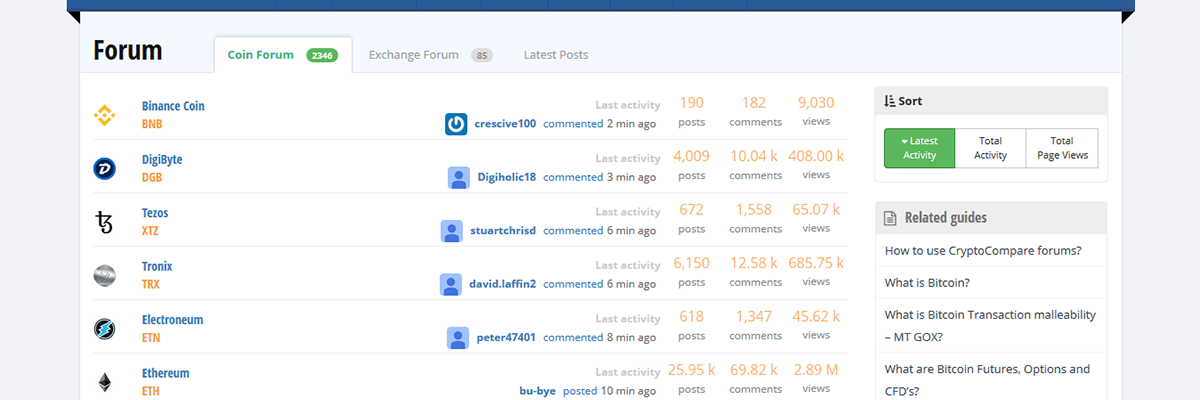 Forum
Coin Forum 2346
Exchange Forum 85
Latest Posts
Binance Coin
BNB
Last activity
crescive100 commented 2 min ago
190 posts
182 comments
9,030 views
DigiByte
DGB
Last activity
Digiholic18 commented 3 min ago
4,009 posts
10.04 k comments
408.00 k views
Tezos
XTZ
Last activity
stuartchrisd commented 6 min ago
672 posts
1,558 comments
65.07 k views
Tronix
TRX
Last activity
david.laffin2 commented 6 min ago
6,150 posts
12.58 k comments
685.75 k views
Electroneum
ETN
Last activity
peter47401 commented 8 min ago
618 posts
1,347 comments
45.62 k views
Ethereum
ETH
Last activity
bu-bye posted 10 min ago
25.95 k posts
69.82 k comments
2.89 M views
Sort
Latest
Activity
Total
Activity
Total
Page Views
Related guides
How to use CryptoCompare forums?
What is Bitcoin?
What is Bitcoin Transaction malleability
– MT GOX?
What are Bitcoin Futures, Options and
CFD's?